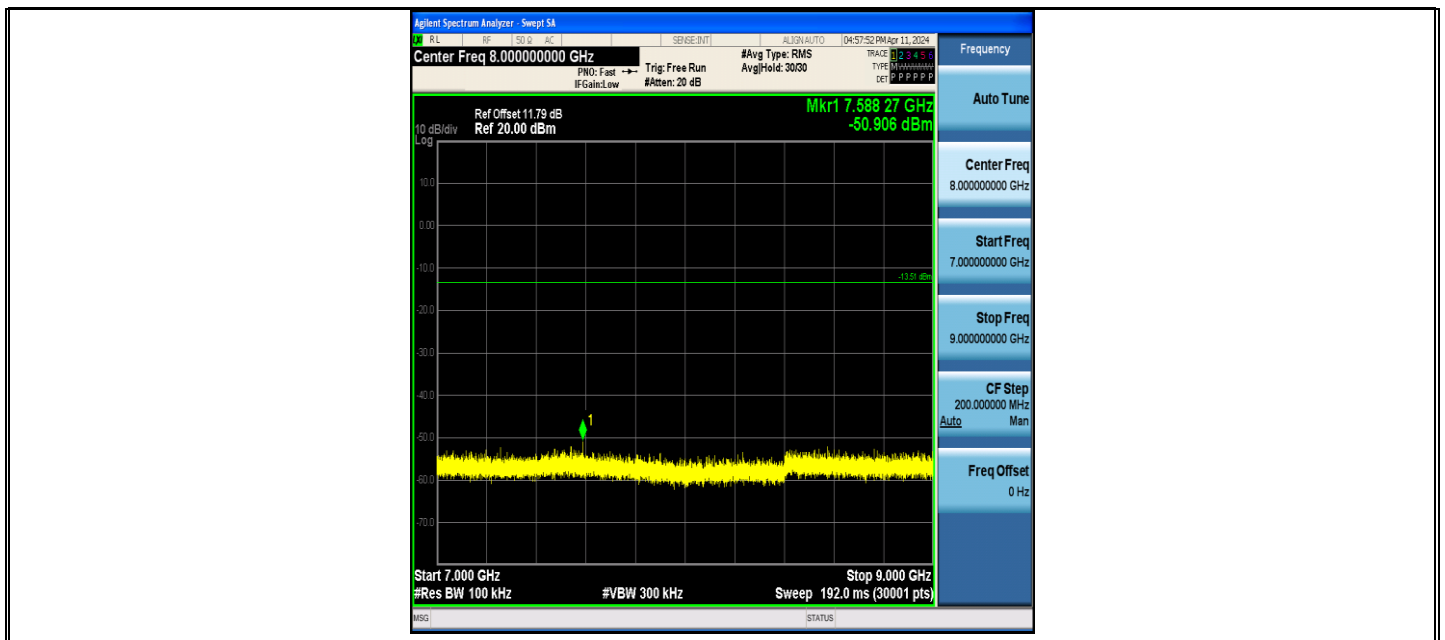 Agilent Spectrum Analyzer - Swept SA
RL RF 50 Ω AC SENSE:INT ALIGN AUTO 04:57:52 PM Apr 11, 2024
Center Freq 8.000000000 GHz
PNO: Fast
IFGain:Low
Trig: Free Run
#Atten: 20 dB
#Avg Type: RMS
Avg|Hold: 30/30
TRACE 1 2 3 4 5 6
TYPE M
DET P P P P P P
Mkr1 7.588 27 GHz
-50.906 dBm
Ref Offset 11.79 dB
Ref 20.00 dBm
10 dB/div
Log
10.0
0.00
-10.0
-20.0
-30.0
-40.0
-50.0
-60.0
-70.0
-13.51 dBm
1
Start 7.000 GHz
Stop 9.000 GHz
#Res BW 100 kHz
#VBW 300 kHz
Sweep 192.0 ms (30001 pts)
MSG
STATUS
Frequency
Auto Tune
Center Freq
8.000000000 GHz
Start Freq
7.000000000 GHz
Stop Freq
9.000000000 GHz
CF Step
200.000000 MHz
Auto Man
Freq Offset
0 Hz